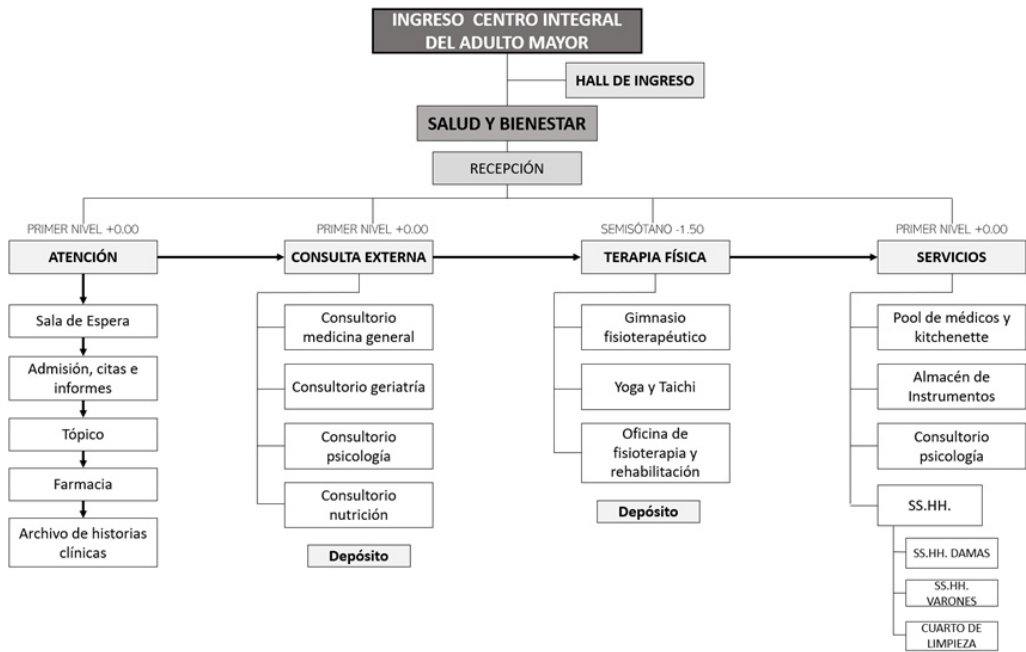 INGRESO CENTRO INTEGRAL
DEL ADULTO MAYOR
HALL DE INGRESO
SALUD Y BIENESTAR
RECEPCIÓN
PRIMER NIVEL +0.00
ATENCIÓN
Sala de Espera
Admisión, citas e
informes
Tópico
Farmacia
Archivo de historias
clínicas
PRIMER NIVEL +0.00
CONSULTA EXTERNA
Consultorio
medicina general
Consultorio geriatría
Consultorio
psicología
Consultorio
nutrición
Depósito
SEMISÓTANO -1.50
TERAPIA FÍSICA
Gimnasio
fisioterapéutico
Yoga y Taichi
Oficina de
fisioterapia y
rehabilitación
Depósito
PRIMER NIVEL +0.00
SERVICIOS
Pool de médicos y
kitchenette
Almacén de
Instrumentos
Consultorio
psicología
SS.HH.
SS.HH. DAMAS
SS.HH.
VARONES
CUARTO DE
LIMPIEZA